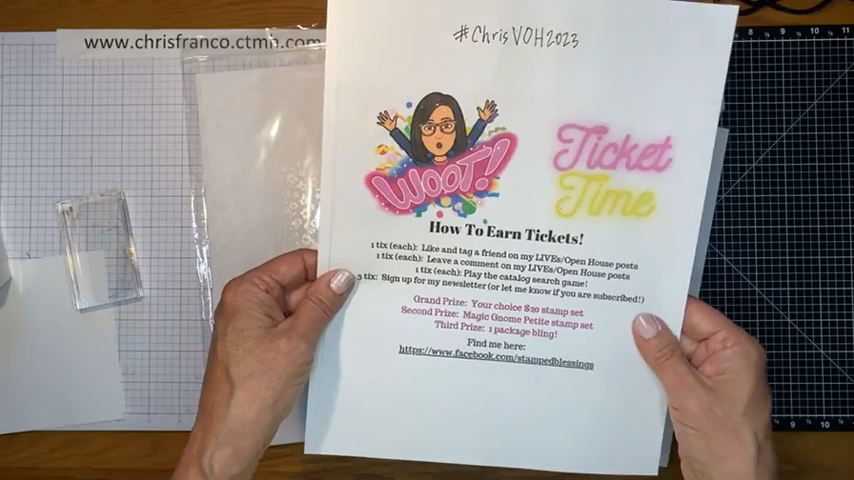 www.chrisfranco.ctmh.com
#ChrisVOH2023
WOOT!
Ticket
Time
How To Earn Tickets!
1 tix (each): Like and tag a friend on my LIVEs/Open House posts
1 tix (each): Leave a comment on my LIVEs/Open House posts
1 tix (each): Play the catalog search game!
3 tix: Sign up for my newsletter (or let me know if you are subscribed!)
Grand Prize: Your choice $20 stamp set
Second Prize: Magic Gnome Petite stamp set
Third Prize: 1 package bling!
Find me here:
https://www.facebook.com/stampedblessings